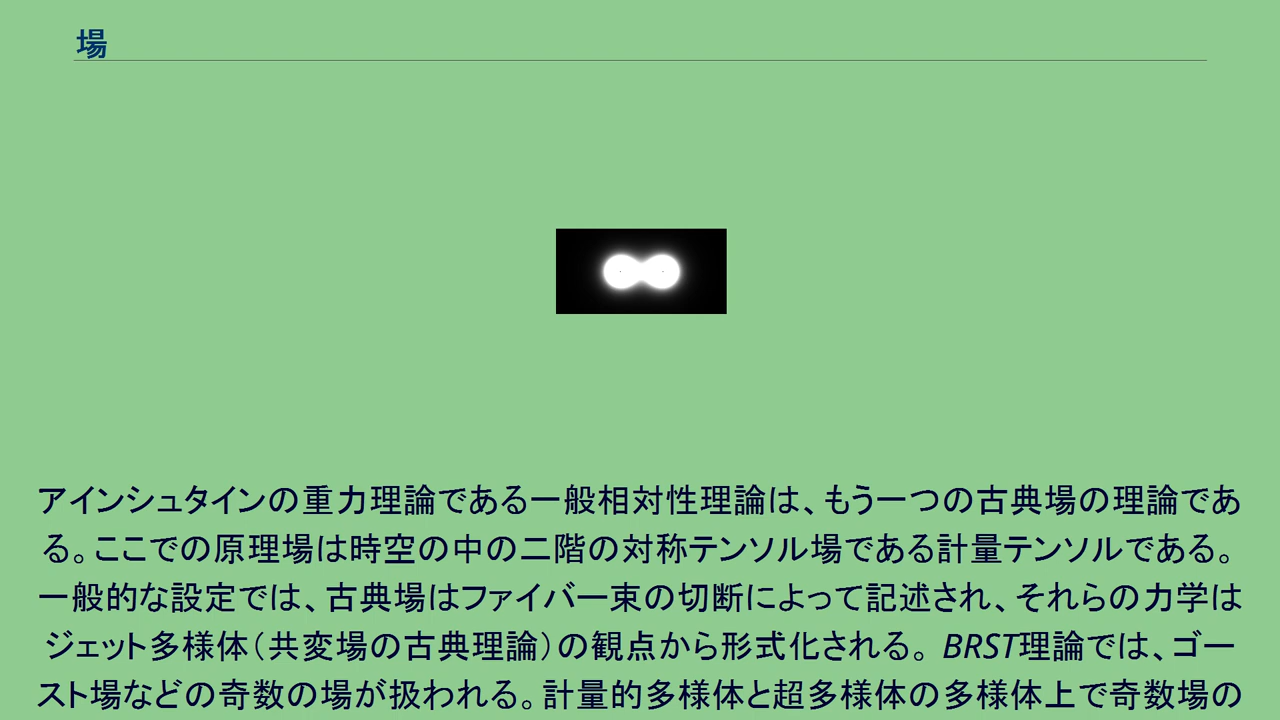 場
アインシュタインの重力理論である一般相対性理論は、もう一つの古典場の理論であ
る。ここでの原理場は時空の中の二階の対称テンソル場である計量テンソルである。
一般的な設定では、古典場はファイバー束の切断によって記述され、それらの力学は
ジェット多様体（共変場の古典理論）の観点から形式化される。 BRST理論では、ゴー
スト場などの奇数の場が扱われる。計量的多様体と超多様体の多様体上で奇数場の